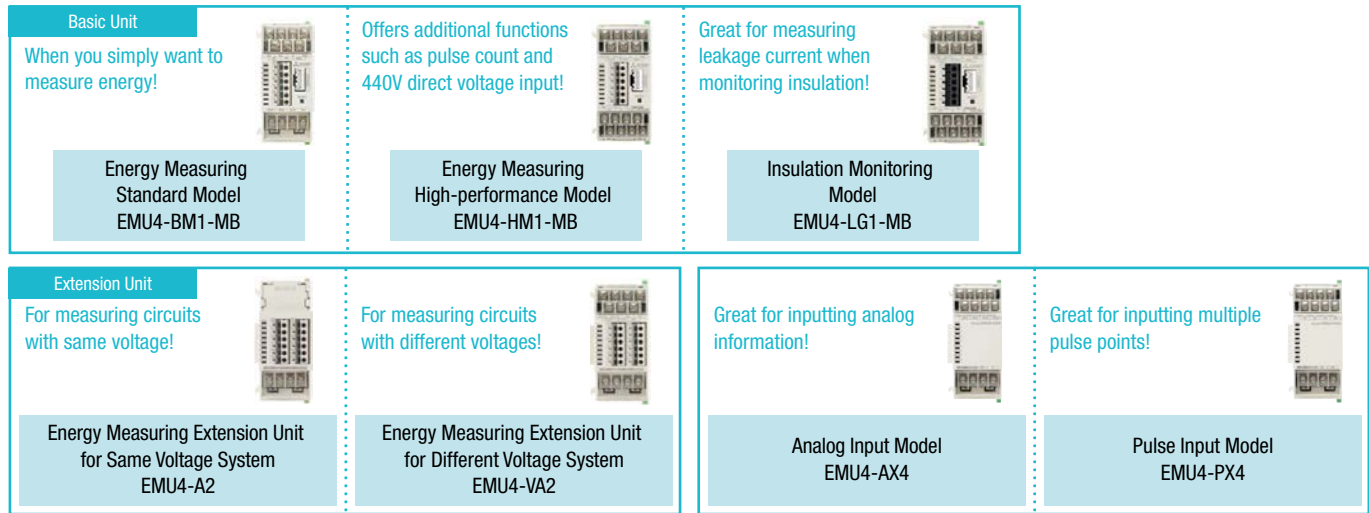 Basic Unit
When you simply want to
measure energy!
Energy Measuring
Standard Model
EMU4-BM1-MB
Offers additional functions
such as pulse count and
440V direct voltage input!
Energy Measuring
High-performance Model
EMU4-HM1-MB
Great for measuring
leakage current when
monitoring insulation!
Insulation Monitoring
Model
EMU4-LG1-MB
Extension Unit
For measuring circuits
with same voltage!
Energy Measuring Extension Unit
for Same Voltage System
EMU4-A2
For measuring circuits
with different voltages!
Energy Measuring Extension Unit
for Different Voltage System
EMU4-VA2
Great for inputting analog
information!
Analog Input Model
EMU4-AX4
Great for inputting multiple
pulse points!
Pulse Input Model
EMU4-PX4